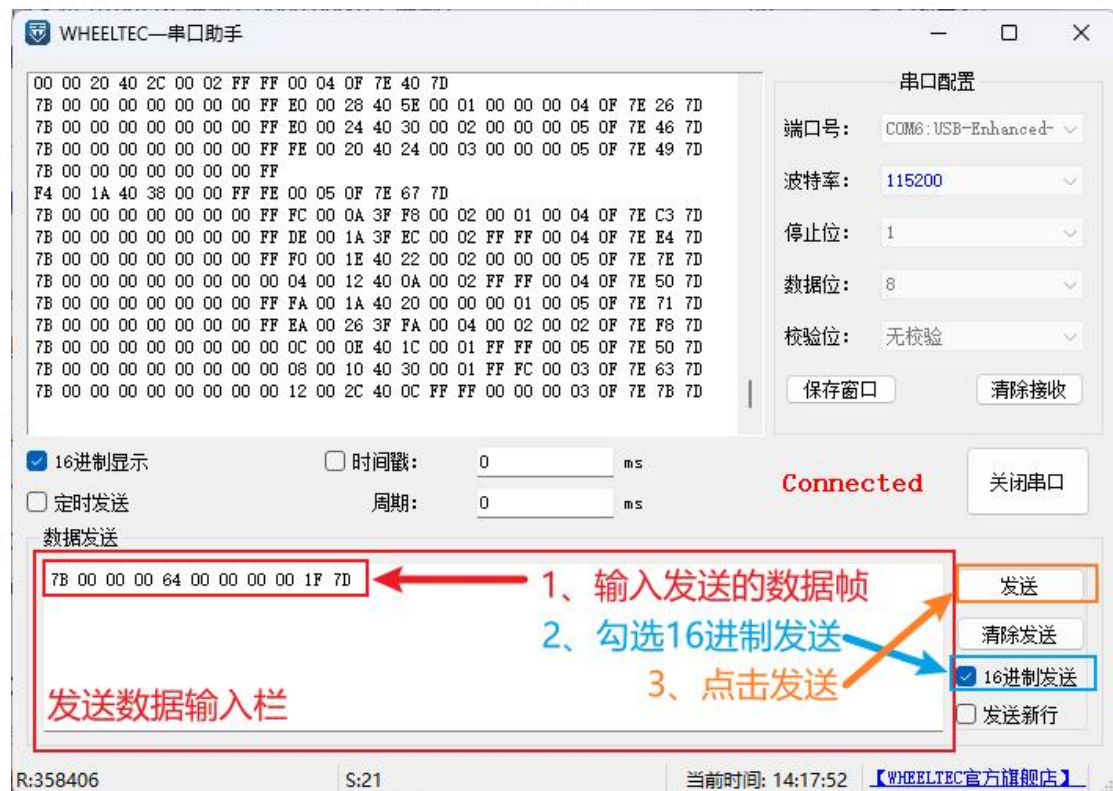 WHEELTEC—串口助手
00 00 20 40 2C 00 02 FF FF 00 04 0F 7E 40 7D
7B 00 00 00 00 00 00 00 FF E0 00 28 40 5E 00 01 00 00 00 04 0F 7E 26 7D
7B 00 00 00 00 00 00 00 FF E0 00 24 40 30 00 02 00 00 00 05 0F 7E 46 7D
7B 00 00 00 00 00 00 00 FF FE 00 20 40 24 00 03 00 00 00 05 0F 7E 49 7D
7B 00 00 00 00 00 00 00 FF
F4 00 1A 40 38 00 00 FF FE 00 05 0F 7E 67 7D
7B 00 00 00 00 00 00 00 FF FC 00 0A 3F F8 00 02 00 01 00 04 0F 7E C3 7D
7B 00 00 00 00 00 00 00 FF DE 00 1A 3F EC 00 02 FF FF 00 04 0F 7E E4 7D
7B 00 00 00 00 00 00 00 FF F0 00 1E 40 22 00 02 00 00 00 05 0F 7E 7E 7D
7B 00 00 00 00 00 00 00 00 04 00 12 40 0A 00 02 FF FF 00 04 0F 7E 50 7D
7B 00 00 00 00 00 00 00 FF FA 00 1A 40 20 00 00 00 01 00 05 0F 7E 71 7D
7B 00 00 00 00 00 00 00 FF EA 00 26 3F FA 00 04 00 02 00 02 0F 7E F8 7D
7B 00 00 00 00 00 00 00 00 0C 00 0E 40 1C 00 01 FF FF 00 05 0F 7E 50 7D
7B 00 00 00 00 00 00 00 00 08 00 10 40 30 00 01 FF FC 00 03 0F 7E 63 7D
7B 00 00 00 00 00 00 00 00 12 00 2C 40 0C FF FF 00 00 00 03 0F 7E 7B 7D
串口配置
端口号: COM6:USB-Enhanced-
波特率: 115200
停止位: 1
数据位: 8
校验位: 无校验
保存窗口 清除接收
16进制显示 时间戳: 0 ms
定时发送 周期: 0 ms
Connected
关闭串口
数据发送
7B 00 00 00 64 00 00 00 00 1F 7D
1、输入发送的数据帧
2、勾选16进制发送
3、点击发送
发送数据输入栏
发送
清除发送
16进制发送
发送新行
R:358406 S:21 当前时间: 14:17:52 【WHEELTEC官方旗舰店】